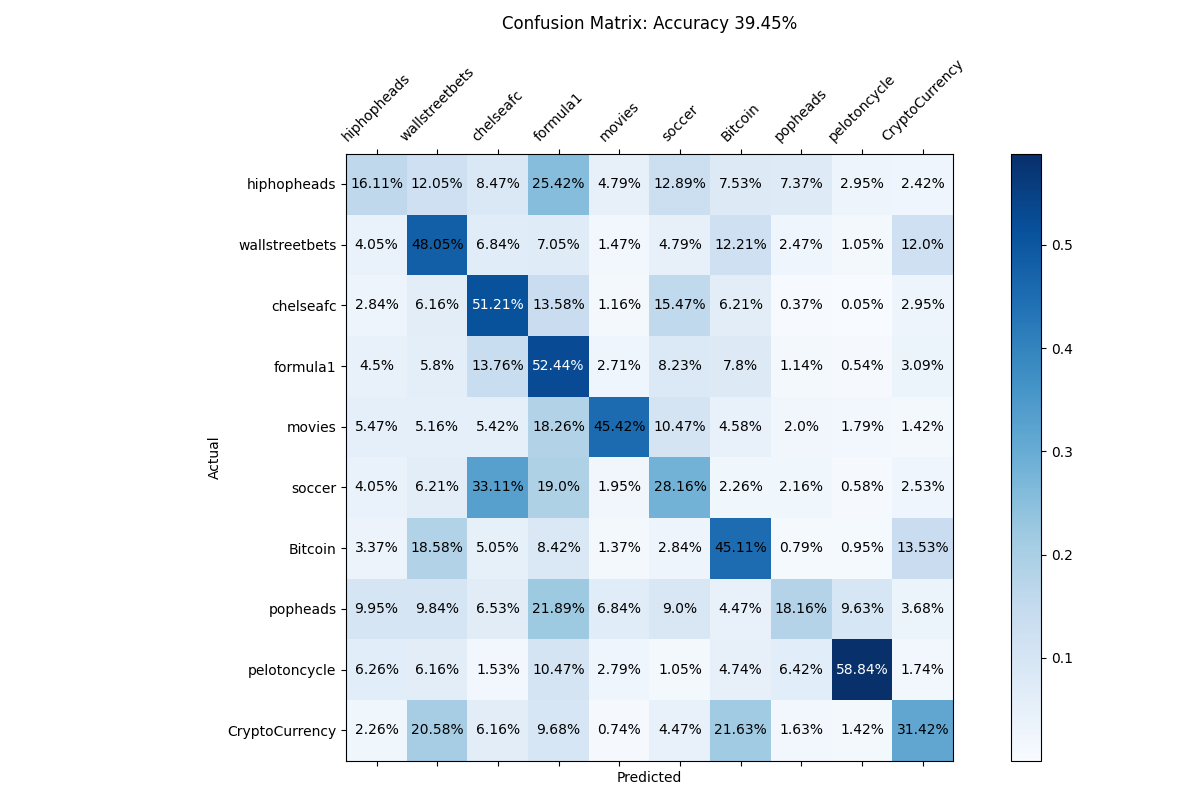 Confusion Matrix: Accuracy 39.45%
hiphopheads wallstreetbets chelseafc formula1 movies soccer Bitcoin popheads pelotoncycle CryptoCurrency
hiphopheads 16.11% 12.05% 8.47% 25.42% 4.79% 12.89% 7.53% 7.37% 2.95% 2.42%
wallstreetbets 4.05% 48.05% 6.84% 7.05% 1.47% 4.79% 12.21% 2.47% 1.05% 12.0%
0.5
chelseafc 2.84% 6.16% 51.21% 13.58% 1.16% 15.47% 6.21% 0.37% 0.05% 2.95%
0.4
formula1 4.5% 5.8% 13.76% 52.44% 2.71% 8.23% 7.8% 1.14% 0.54% 3.09%
movies 5.47% 5.16% 5.42% 18.26% 45.42% 10.47% 4.58% 2.0% 1.79% 1.42%
0.3
Actual
soccer 4.05% 6.21% 33.11% 19.0% 1.95% 28.16% 2.26% 2.16% 0.58% 2.53%
Bitcoin 3.37% 18.58% 5.05% 8.42% 1.37% 2.84% 45.11% 0.79% 0.95% 13.53%
0.2
popheads 9.95% 9.84% 6.53% 21.89% 6.84% 9.0% 4.47% 18.16% 9.63% 3.68%
0.1
pelotoncycle 6.26% 6.16% 1.53% 10.47% 2.79% 1.05% 4.74% 6.42% 58.84% 1.74%
CryptoCurrency 2.26% 20.58% 6.16% 9.68% 0.74% 4.47% 21.63% 1.63% 1.42% 31.42%
Predicted